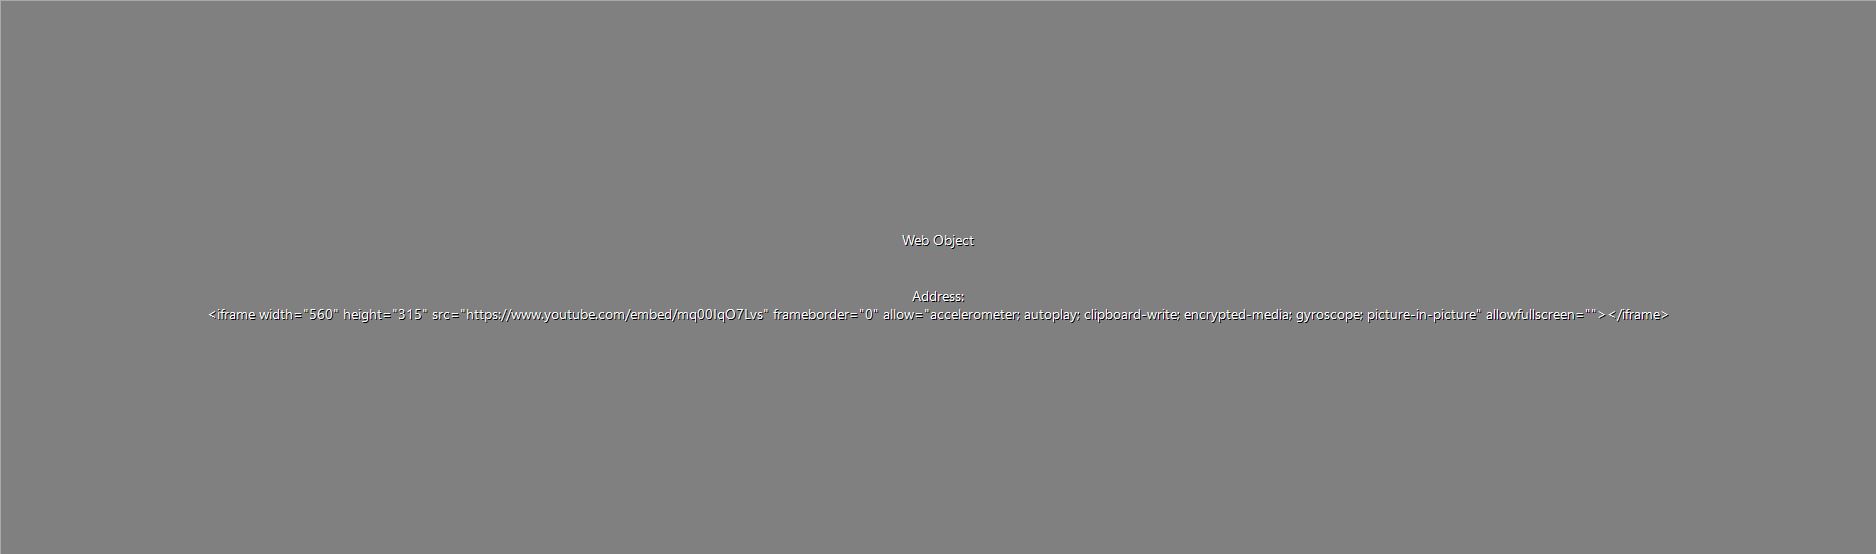 Web Object
Address:
<iframe width="560" height="315" src="https://www.youtube.com/embed/mq00IqO7Lvs" frameborder="0" allow="accelerometer; autoplay; clipboard-write; encrypted-media; gyroscope; picture-in-picture" allowfullscreen=""></iframe>